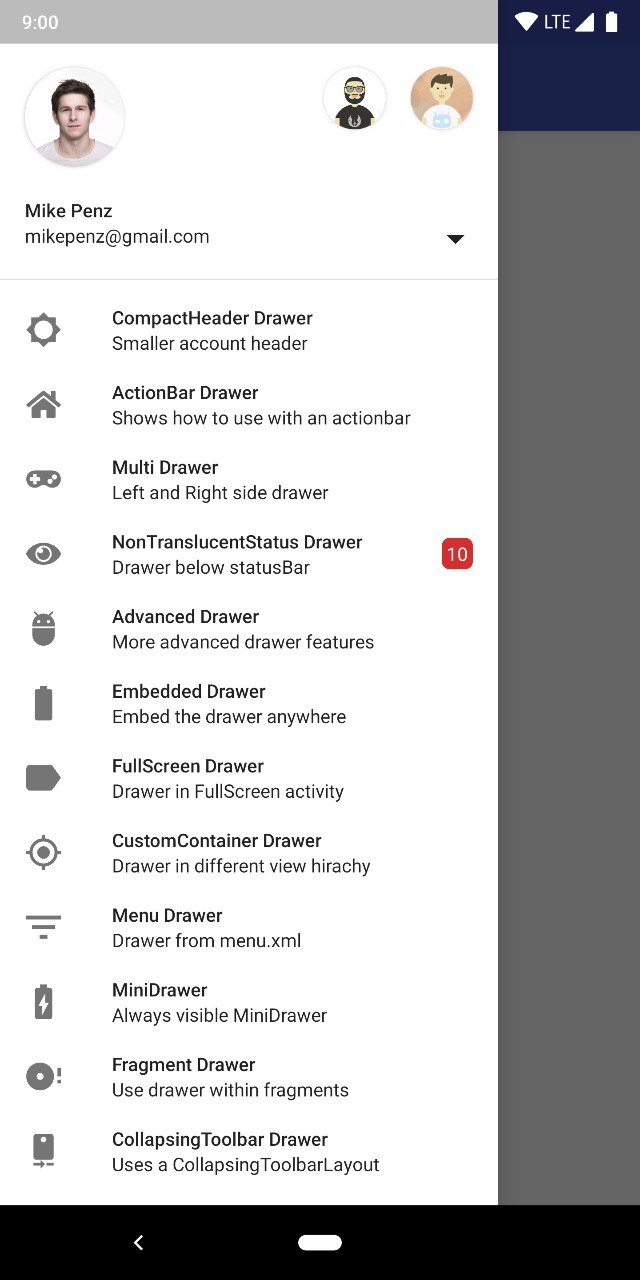 9:00
LTE
Mike Penz
mikepenz@gmail.com
CompactHeader Drawer
Smaller account header
ActionBar Drawer
Shows how to use with an actionbar
Multi Drawer
Left and Right side drawer
NonTranslucentStatus Drawer
Drawer below statusBar
10
Advanced Drawer
More advanced drawer features
Embedded Drawer
Embed the drawer anywhere
FullScreen Drawer
Drawer in FullScreen activity
CustomContainer Drawer
Drawer in different view hirachy
Menu Drawer
Drawer from menu.xml
MiniDrawer
Always visible MiniDrawer
Fragment Drawer
Use drawer within fragments
CollapsingToolbar Drawer
Uses a CollapsingToolbarLayout